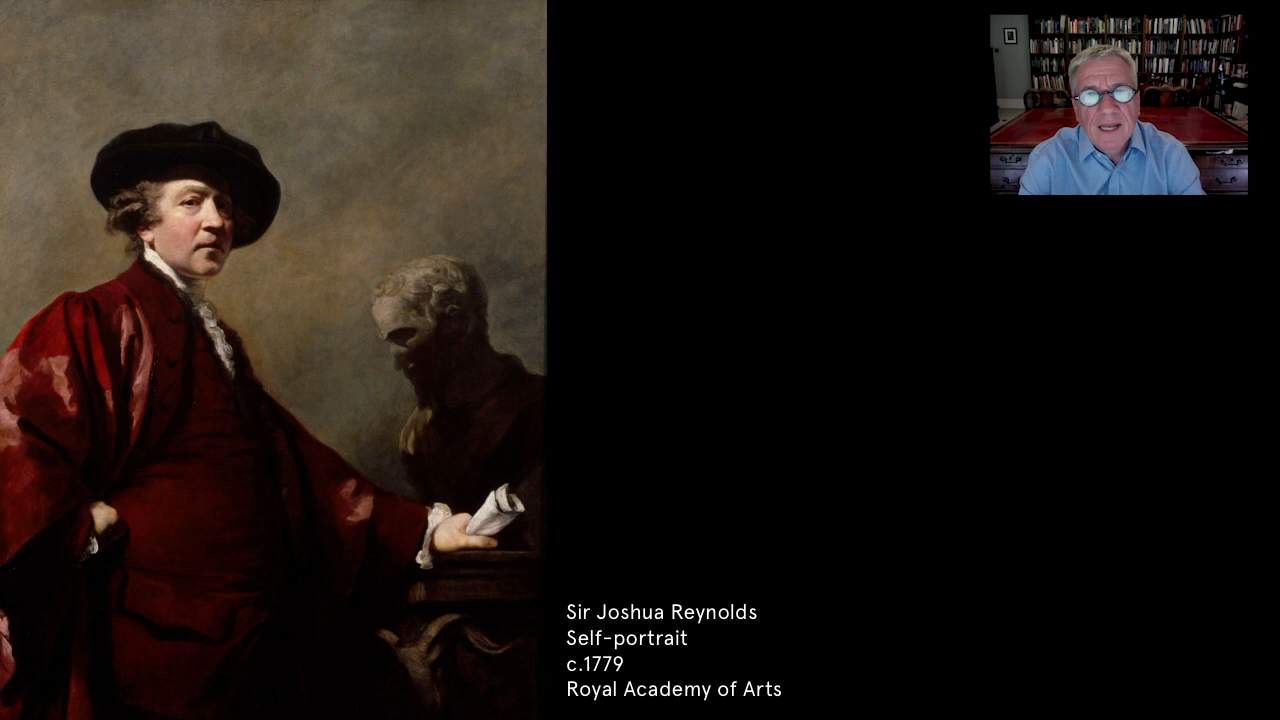 Sir Joshua Reynolds
Self-portrait
c.1779
Royal Academy of Arts